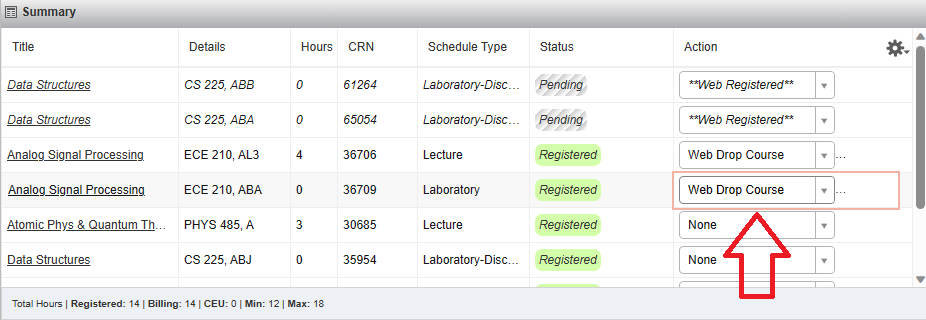 Summary
Title Details Hours CRN Schedule Type Status Action
Data Structures CS 225, ABB 0 61264 Laboratory-Disc... Pending **Web Registered**
Data Structures CS 225, ABA 0 65054 Laboratory-Disc... Pending **Web Registered**
Analog Signal Processing ECE 210, AL3 4 36706 Lecture Registered Web Drop Course ...
Analog Signal Processing ECE 210, ABA 0 36709 Laboratory Registered Web Drop Course ...
Atomic Phys & Quantum Th... PHYS 485, A 3 30685 Lecture Registered None
Data Structures CS 225, ABJ 0 35954 Laboratory-Disc... Registered None
Total Hours | Registered: 14 | Billing: 14 | CEU: 0 | Min: 12 | Max: 18